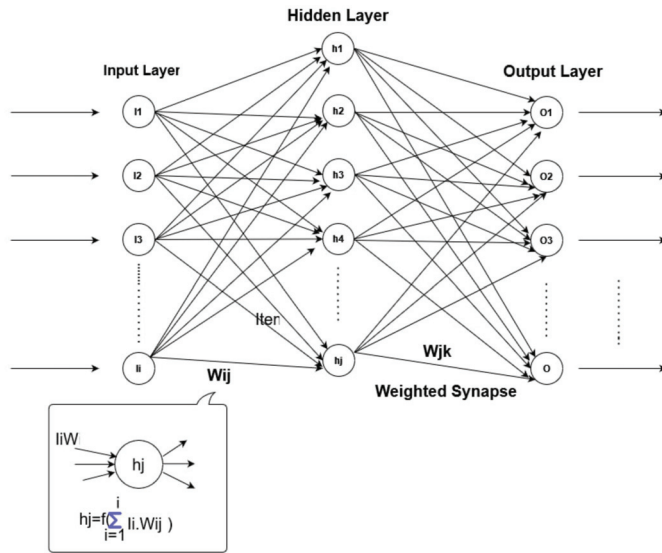 Hidden Layer
Input Layer
Output Layer
h1
I1
h2
O1
I2
h3
O2
I3
h4
O3
Iter
Ii
hj
O
Wij
Wjk
Weighted Synapse
IiWi
hj
i
hj=f(∑ Ii.Wij )
i=1